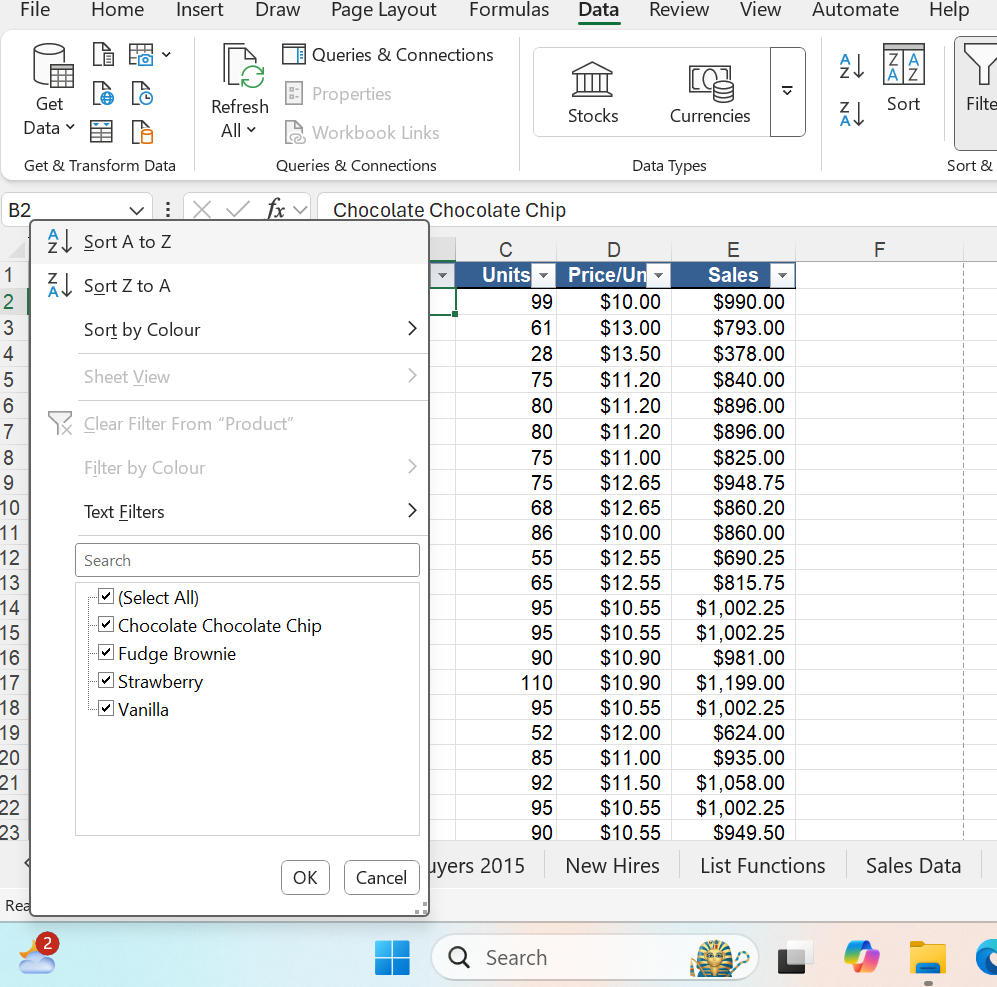 File Home Insert Draw Page Layout Formulas Data Review View Automate Help
Get
Data
Refresh
All
Queries & Connections
Properties
Workbook Links
Stocks
Currencies
Sort
Filte
Get & Transform Data
Queries & Connections
Data Types
Sort &
B2 fx Chocolate Chocolate Chip
Sort A to Z
Sort Z to A
Sort by Colour
Sheet View
Clear Filter From “Product”
Filter by Colour
Text Filters
Search
(Select All)
Chocolate Chocolate Chip
Fudge Brownie
Strawberry
Vanilla
OK Cancel
C D E F
1 Units Price/Un Sales
2 99 $10.00 $990.00
3 61 $13.00 $793.00
4 28 $13.50 $378.00
5 75 $11.20 $840.00
6 80 $11.20 $896.00
7 80 $11.20 $896.00
8 75 $11.00 $825.00
9 75 $12.65 $948.75
10 68 $12.65 $860.20
11 86 $10.00 $860.00
12 55 $12.55 $690.25
13 65 $12.55 $815.75
14 95 $10.55 $1,002.25
15 95 $10.55 $1,002.25
16 90 $10.90 $981.00
17 110 $10.90 $1,199.00
18 95 $10.55 $1,002.25
19 52 $12.00 $624.00
20 85 $11.00 $935.00
21 92 $11.50 $1,058.00
22 95 $10.55 $1,002.25
23 90 $10.55 $949.50
uyers 2015 New Hires List Functions Sales Data
Rea
2 Search